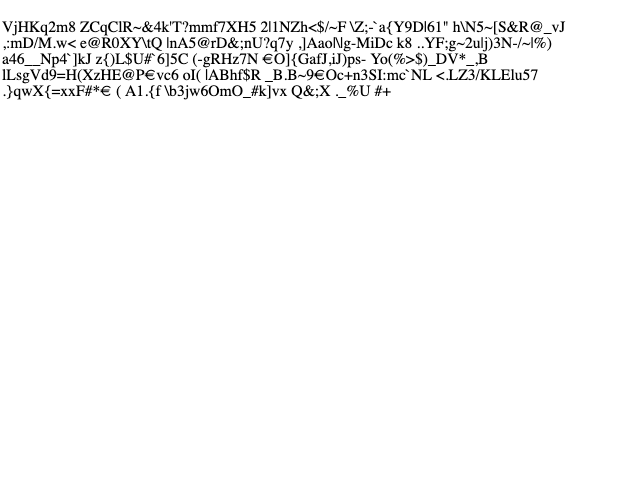 VjHKq2m8 ZCqClR~&4k'T?mmf7XH5 2|1NZh<$/~F \Z;-`a{Y9D|61" h\N5~[S&R@_vJ
,:mD/M.w< e@R0XY\tQ |nA5@rD&;nU?q7y ,]Aao|\|g-MiDc k8 ..YF;g~2u|j)3N-/~|%)
a46__Np4`]kJ z{)L$U#`6]5C (-gRHz7N €O]{GafJ,iJ)ps- Yo(%>$)_DV*_,B
lLsgVd9=H(XzHE@P€vc6 oI( |ABhf$R _B.B~9€Oc+n3SI:mc`NL <.LZ3/KLElu57
.}qwX{=xxF#*€ ( A1.{f \b3jw6OmO_#k]vx Q&;X ._%U #+